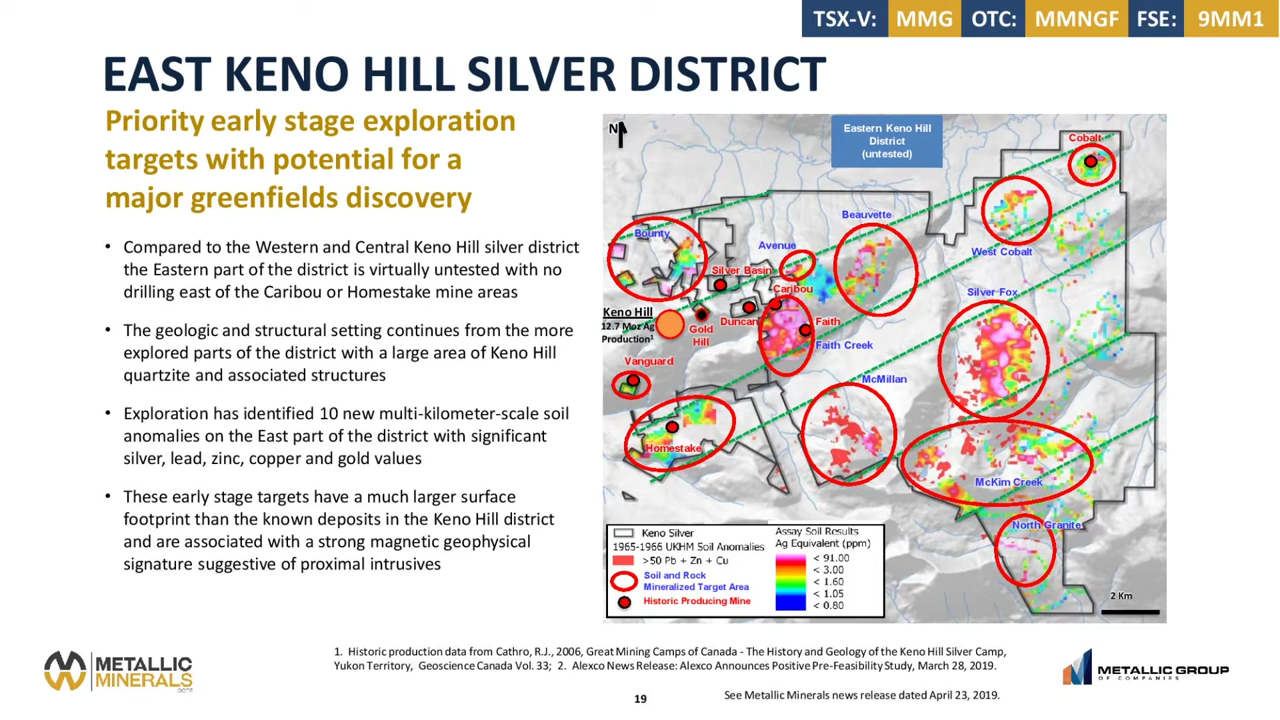 TSX-V: MMG OTC: MMNGF FSE: 9MM1
EAST KENO HILL SILVER DISTRICT
Priority early stage exploration
targets with potential for a
major greenfields discovery
• Compared to the Western and Central Keno Hill silver district
the Eastern part of the district is virtually untested with no
drilling east of the Caribou or Homestake mine areas
• The geologic and structural setting continues from the more
explored parts of the district with a large area of Keno Hill
quartzite and associated structures
• Exploration has identified 10 new multi-kilometer-scale soil
anomalies on the East part of the district with significant
silver, lead, zinc, copper and gold values
• These early stage targets have a much larger surface
footprint than the known deposits in the Keno Hill district
and are associated with a strong magnetic geophysical
signature suggestive of proximal intrusives
N
Eastern Keno Hill
District
(untested)
Cobalt
Beauvette
Bounty
Avenue
West Cobalt
Silver Basin
Caribou
Silver Fox
Keno Hill
12.7 Moz Ag
Production¹
Gold
Hill
Duncan
Faith
Faith Creek
Vanguard
McMillan
Homestake
McKim Creek
North Granite
Keno Silver
1965-1966 UKHM Soil Anomalies
>50 Pb + Zn + Cu
Soil and Rock
Mineralized Target Area
Historic Producing Mine
Assay Soil Results
Ag Equivalent (ppm)
< 91.00
< 3.00
< 1.60
< 1.05
< 0.80
2 Km
1. Historic production data from Cathro, R.J., 2006, Great Mining Camps of Canada - The History and Geology of the Keno Hill Silver Camp,
Yukon Territory, Geoscience Canada Vol. 33; 2. Alexco News Release: Alexco Announces Positive Pre-Feasibility Study, March 28, 2019.
METALLIC
MINERALS
METALLIC GROUP
OF COMPANIES
19
See Metallic Minerals news release dated April 23, 2019.